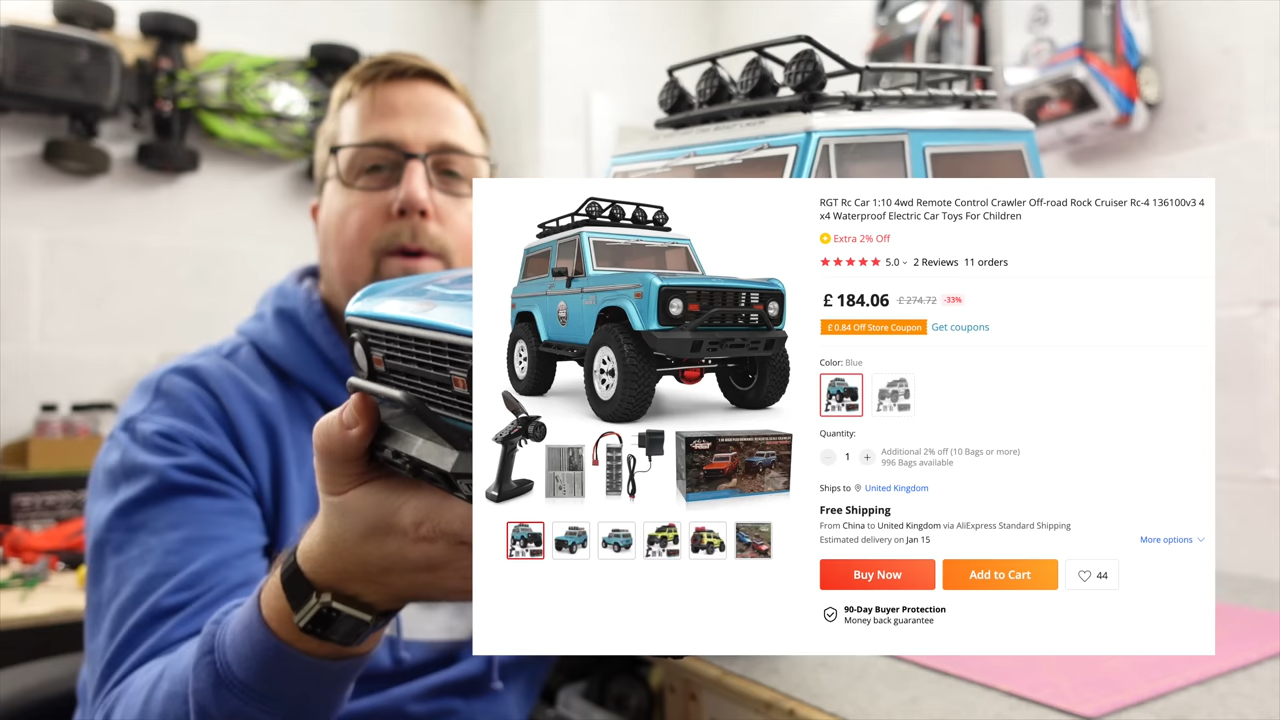 RGT Rc Car 1:10 4wd Remote Control Crawler Off-road Rock Cruiser Rc-4 136100v3 4
x4 Waterproof Electric Car Toys For Children
Extra 2% Off
5.0 2 Reviews 11 orders
£ 184.06 £ 274.72 -33%
£ 0.84 Off Store Coupon Get coupons
Color: Blue
Quantity:
1
Additional 2% off (10 Bags or more)
996 Bags available
Ships to United Kingdom
Free Shipping
From China to United Kingdom via AliExpress Standard Shipping
Estimated delivery on Jan 15 More options
Buy Now Add to Cart 44
90-Day Buyer Protection
Money back guarantee